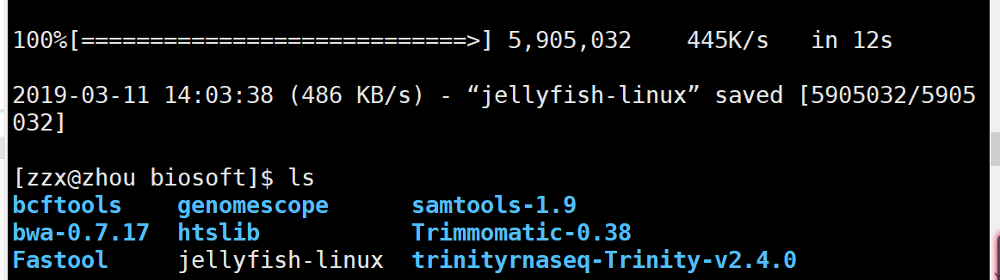 100%[============================>] 5,905,032    445K/s   in 12s
2019-03-11 14:03:38 (486 KB/s) - “jellyfish-linux” saved [5905032/5905
032]
[zzx@zhou biosoft]$ ls
bcftools    genomescope      samtools-1.9
bwa-0.7.17  htslib           Trimmomatic-0.38
Fastool     jellyfish-linux  trinityrnaseq-Trinity-v2.4.0